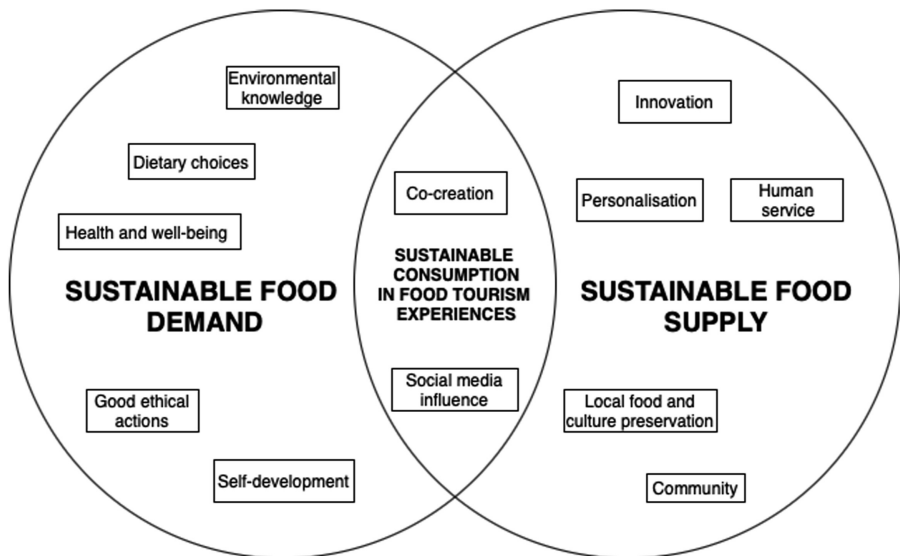 Environmental
knowledge
Dietary choices
Health and well-being
SUSTAINABLE FOOD
DEMAND
Good ethical
actions
Self-development
Co-creation
SUSTAINABLE
CONSUMPTION
IN FOOD TOURISM
EXPERIENCES
Social media
influence
Innovation
Personalisation
Human
service
SUSTAINABLE FOOD
SUPPLY
Local food and
culture preservation
Community